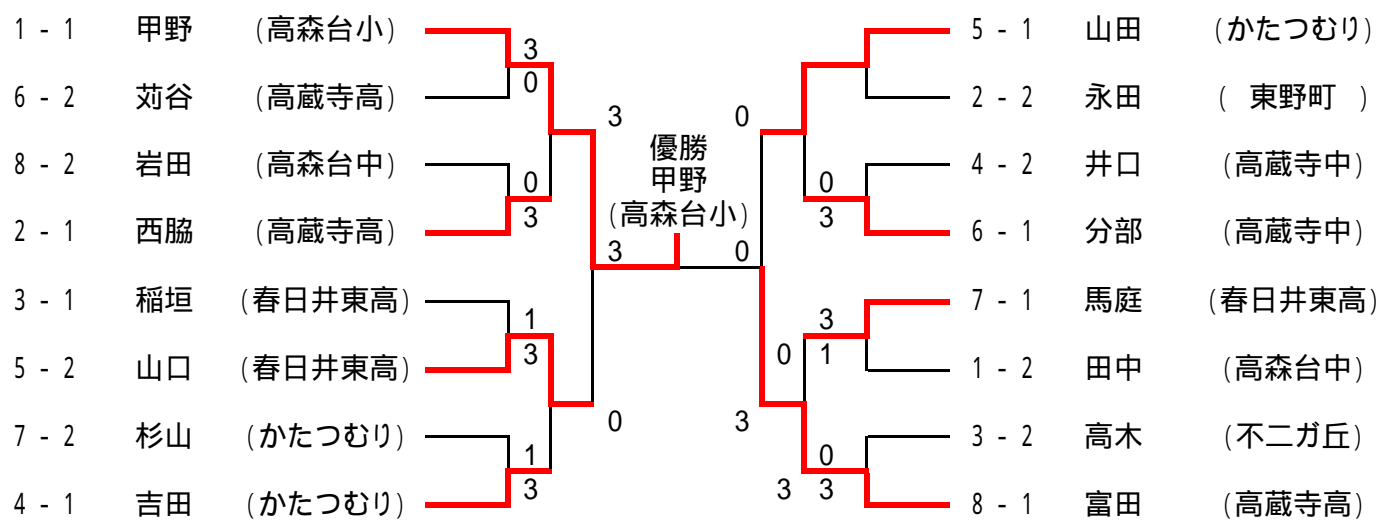 1 - 1 甲野 (高森台小)
3
0
6 - 2 苅谷 (高蔵寺高)
3
8 - 2 岩田 (高森台中)
0
3
2 - 1 西脇 (高蔵寺高)
3 - 1 稲垣 (春日井東高)
1
3
5 - 2 山口 (春日井東高)
0
7 - 2 杉山 (かたつむり)
1
3
4 - 1 吉田 (かたつむり)
優勝
甲野
(高森台小)
3 0
5 - 1 山田 (かたつむり)
2 - 2 永田 ( 東野町 )
0
4 - 2 井口 (高蔵寺中)
0
3
6 - 1 分部 (高蔵寺中)
7 - 1 馬庭 (春日井東高)
3
0 1
1 - 2 田中 (高森台中)
3
3 - 2 高木 (不二ガ丘)
0
3 3
8 - 1 富田 (高蔵寺高)